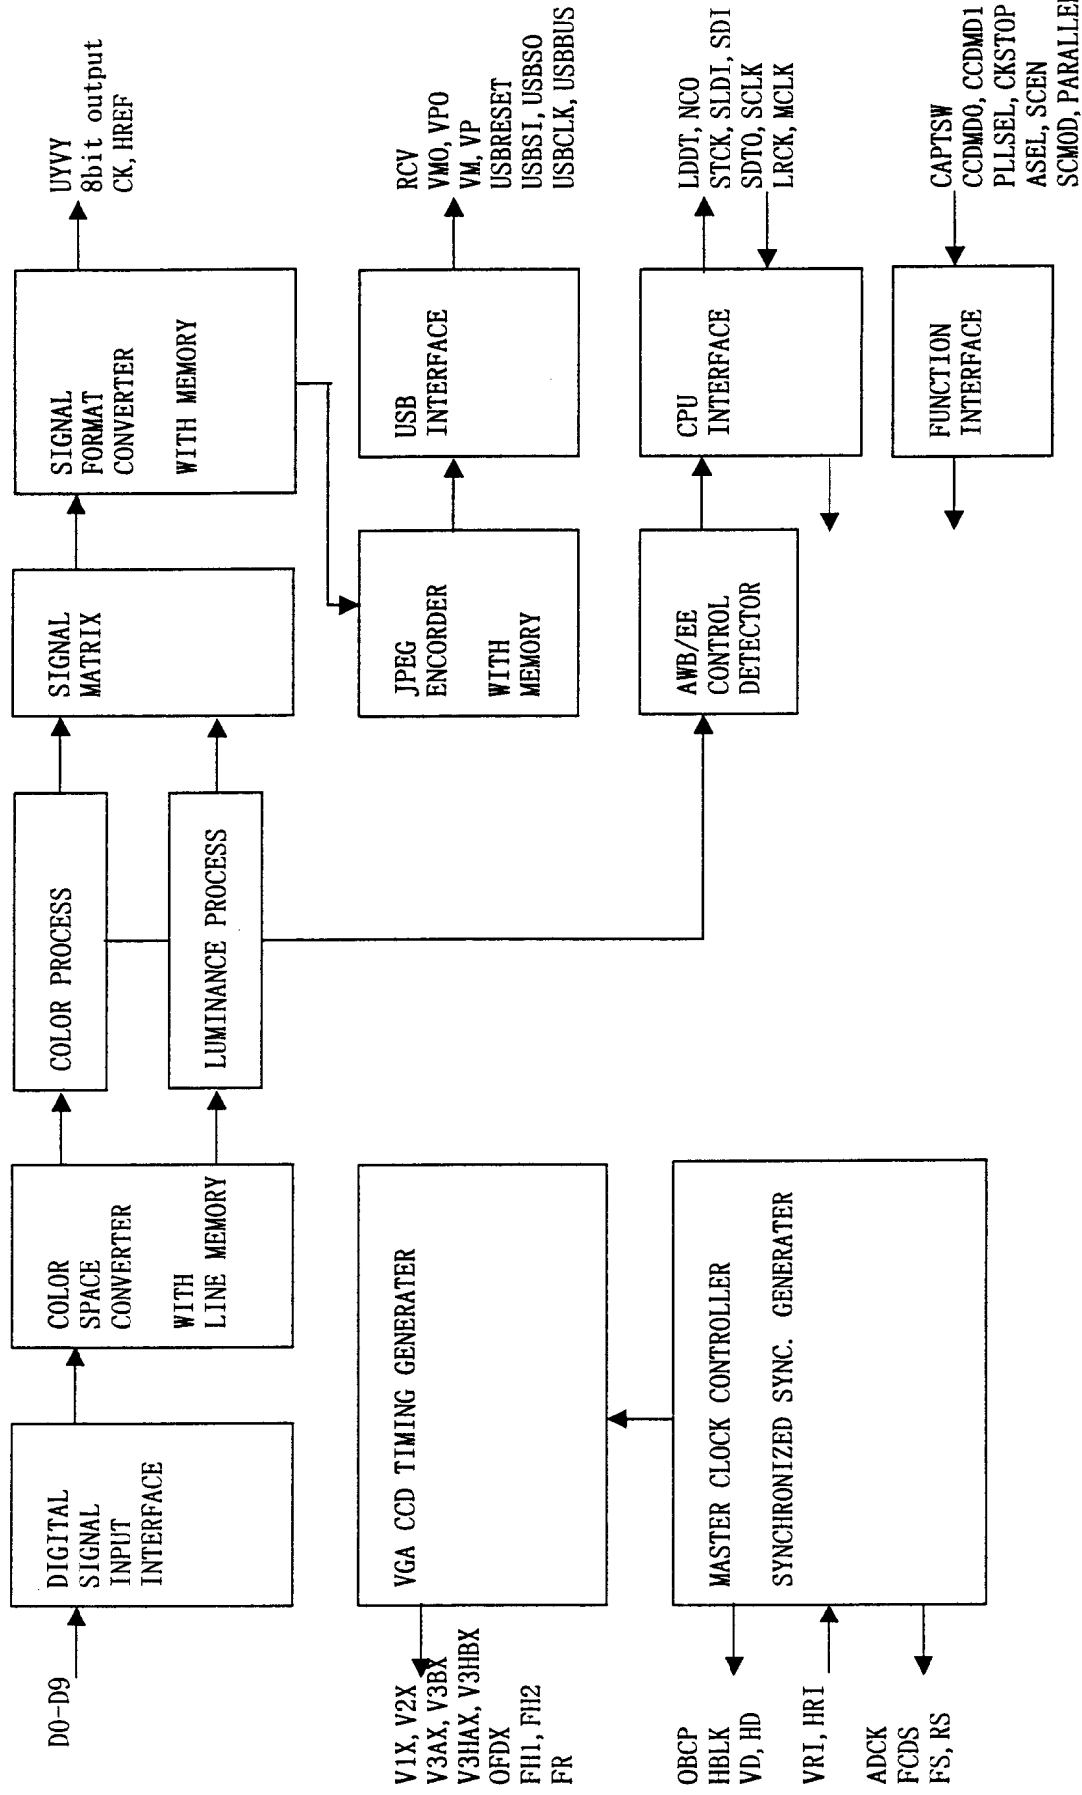 D0-D9
DIGITAL
SIGNAL
INPUT
INTERFACE
COLOR
SPACE
CONVERTER
WITH
LINE MEMORY
COLOR PROCESS
LUMINANCE PROCESS
SIGNAL
MATRIX
SIGNAL
FORMAT
CONVERTER
WITH MEMORY
UYVY
8bit output
CK, HREF
JPEG
ENCORDER
WITH
MEMORY
USB
INTERFACE
RCV
VMO, VPO
VM, VP
USBRESET
USBSI, USBSO
USBCLK, USBBUS
V1X, V2X
V3AX, V3BX
V3HAX, V3HBX
OFDX
FH1, FH2
FR
VGA CCD TIMING GENERATER
AWB/EE
CONTROL
DETECTOR
CPU
INTERFACE
LDDT, NCO
STCK, SLDI, SDI
SDTO, SCLK
LRCK, MCLK
OBCP
HBLK
VD, HD
VRI, HRI
ADCK
FCDS
FS, RS
MASTER CLOCK CONTROLLER
SYNCHRONIZED SYNC. GENERATER
FUNCTION
INTERFACE
CAPTSW
CCDMD0, CCDMD1
PLLSEL, CKSTOP
ASEL, SCEN
SCMOD,